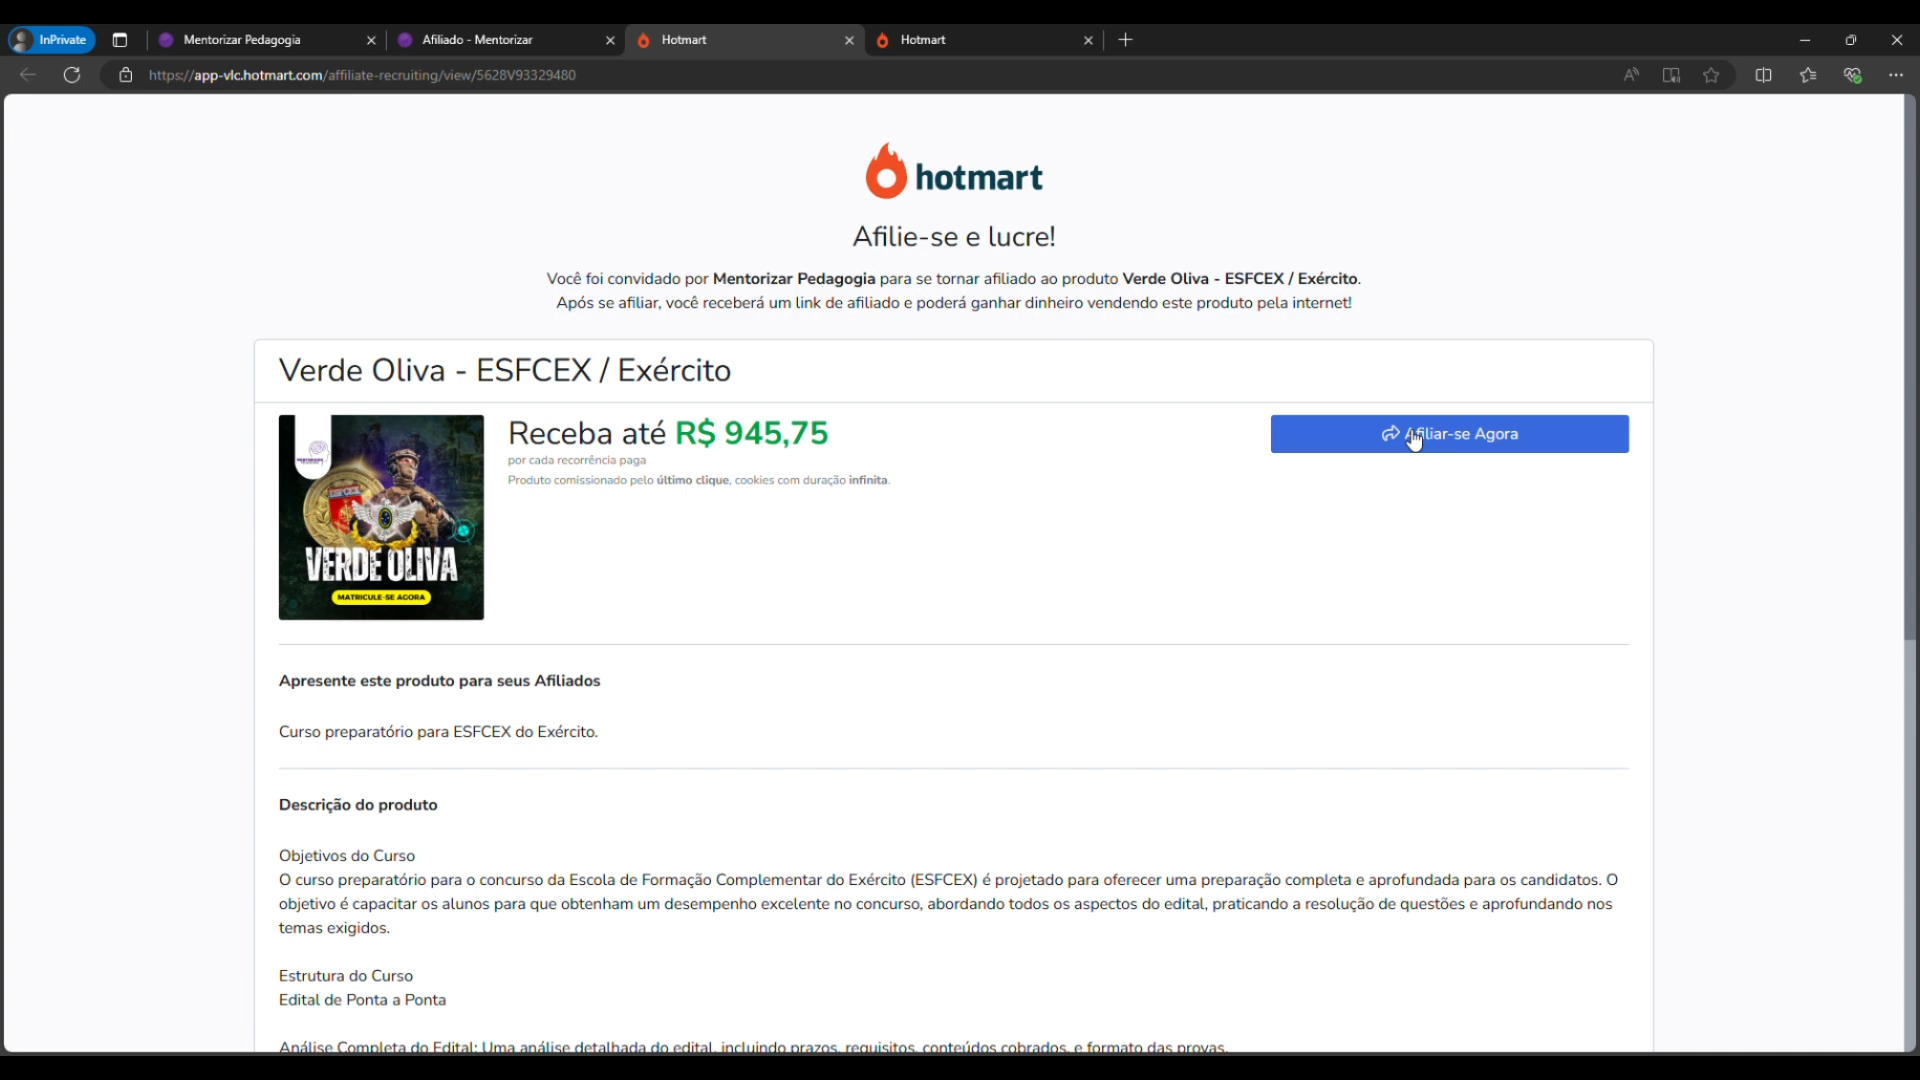 InPrivate
Mentorizar Pedagogia
Afiliado - Mentorizar
Hotmart
Hotmart
https://app-vlc.hotmart.com/affiliate-recruiting/view/5628V93329480
hotmart
Afilie-se e lucre!
Você foi convidado por Mentorizar Pedagogia para se tornar afiliado ao produto Verde Oliva - ESFCEX / Exército.
Após se afiliar, você receberá um link de afiliado e poderá ganhar dinheiro vendendo este produto pela internet!
Verde Oliva - ESFCEX / Exército
ESFCEX
VERDE OLIVA
MATRICULE-SE AGORA
Receba até R$ 945,75
por cada recorrência paga
Produto comissionado pelo último clique, cookies com duração infinita.
Afiliar-se Agora
Apresente este produto para seus Afiliados
Curso preparatório para ESFCEX do Exército.
Descrição do produto
Objetivos do Curso
O curso preparatório para o concurso da Escola de Formação Complementar do Exército (ESFCEX) é projetado para oferecer uma preparação completa e aprofundada para os candidatos. O
objetivo é capacitar os alunos para que obtenham um desempenho excelente no concurso, abordando todos os aspectos do edital, praticando a resolução de questões e aprofundando nos
temas exigidos.
Estrutura do Curso
Edital de Ponta a Ponta
Análise Completa do Edital: Uma análise detalhada do edital, incluindo prazos, requisitos, conteúdos cobrados, e formato das provas.